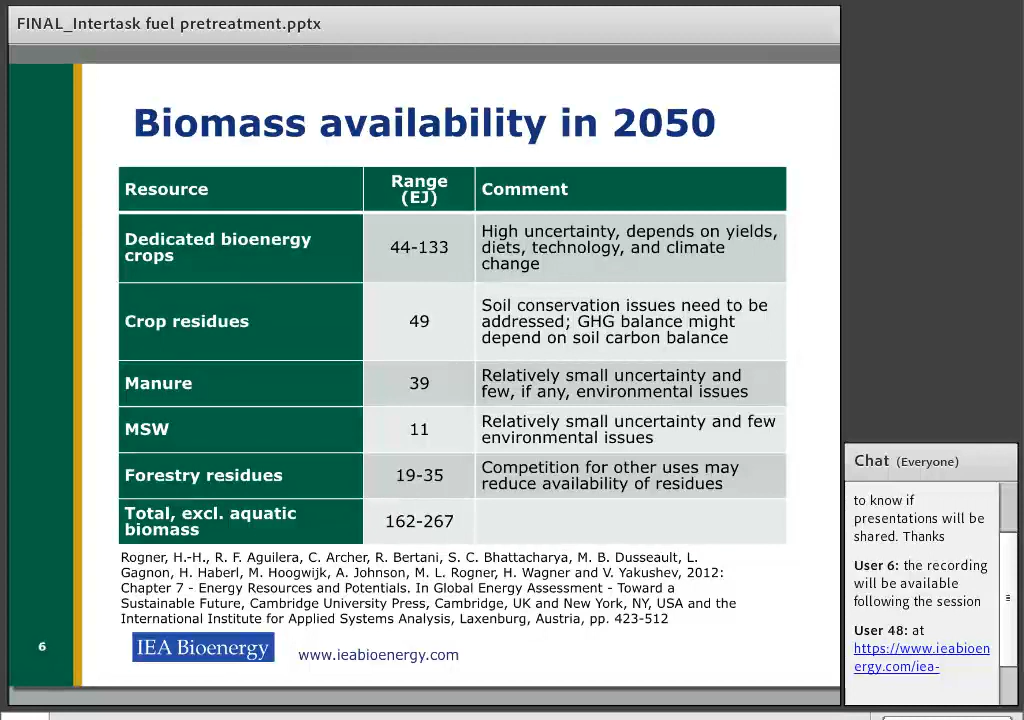 FINAL_Intertask fuel pretreatment.pptx
Biomass availability in 2050
Resource
Range
(EJ)
Comment
Dedicated bioenergy
crops
44-133
High uncertainty, depends on yields,
diets, technology, and climate
change
Crop residues
49
Soil conservation issues need to be
addressed; GHG balance might
depend on soil carbon balance
Manure
39
Relatively small uncertainty and
few, if any, environmental issues
MSW
11
Relatively small uncertainty and few
environmental issues
Forestry residues
19-35
Competition for other uses may
reduce availability of residues
Total, excl. aquatic
biomass
162-267
Rogner, H.-H., R. F. Aguilera, C. Archer, R. Bertani, S. C. Bhattacharya, M. B. Dusseault, L.
Gagnon, H. Haberl, M. Hoogwijk, A. Johnson, M. L. Rogner, H. Wagner and V. Yakushev, 2012:
Chapter 7 - Energy Resources and Potentials. In Global Energy Assessment - Toward a
Sustainable Future, Cambridge University Press, Cambridge, UK and New York, NY, USA and the
International Institute for Applied Systems Analysis, Laxenburg, Austria, pp. 423-512
6
IEA Bioenergy
www.ieabioenergy.com
Chat (Everyone)
to know if
presentations will be
shared. Thanks
User 6: the recording
will be available
following the session
User 48: at
https://www.ieabioen
ergy.com/iea-